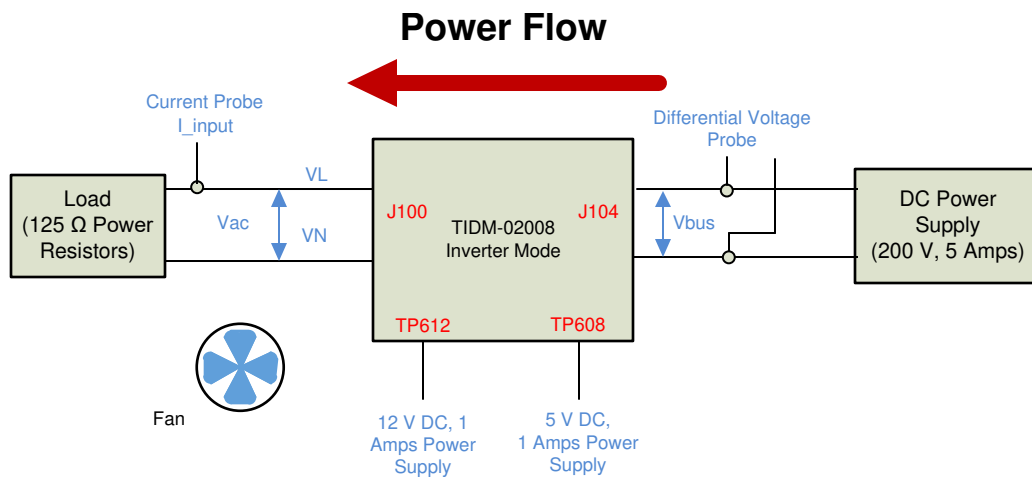 Power Flow
Current Probe
I_input
Differential Voltage
Probe
VL
Load
(125 Ω Power
Resistors)
Vac
VN
J100
J104
TIDM-02008
Inverter Mode
Vbus
DC Power
Supply
(200 V, 5 Amps)
TP612
TP608
Fan
12 V DC, 1
Amps Power
Supply
5 V DC,
1 Amps Power
Supply